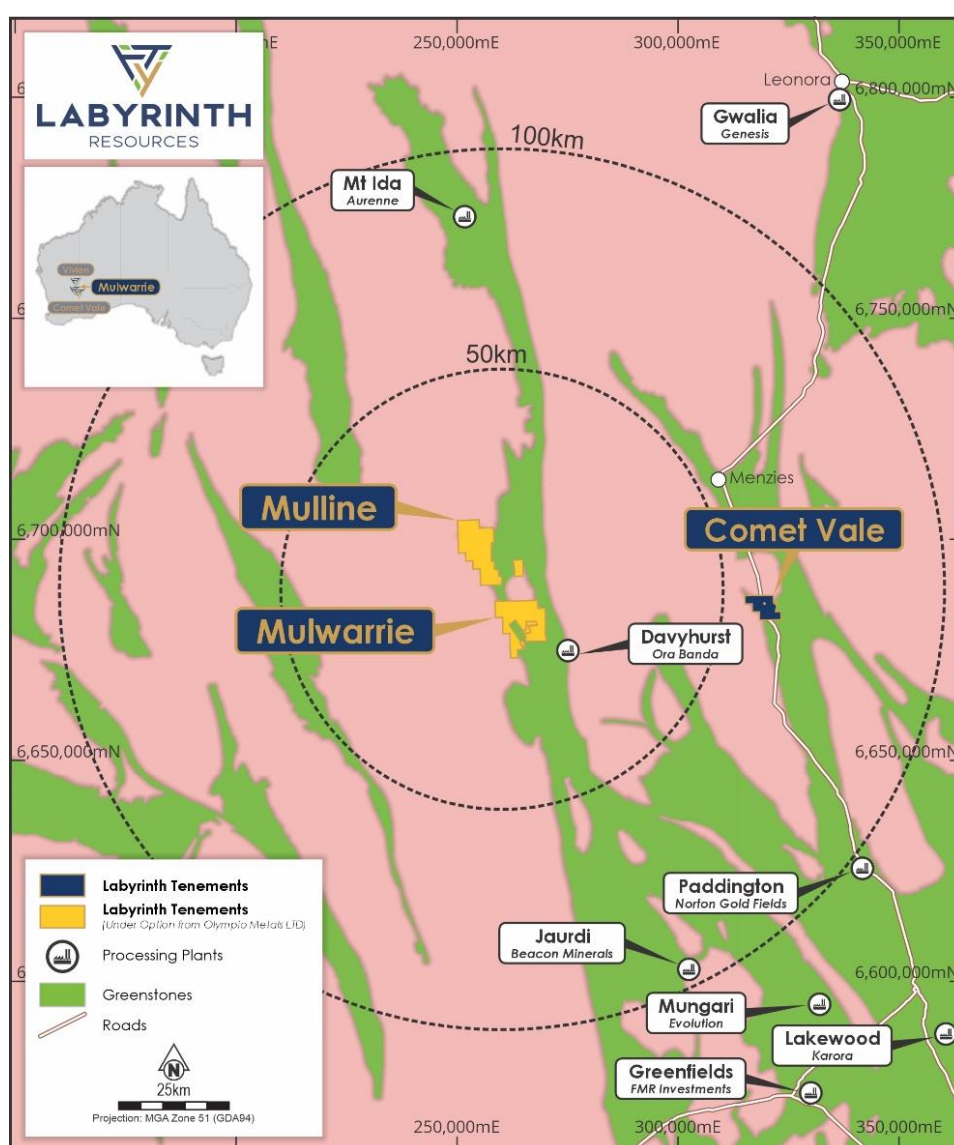 250,000mE
300,000mE
350,000mE
LABYRINTH
RESOURCES
Vivien
Mulwarrie
Comet Vale
Leonora
6,800,000mN
Gwalia
Genesis
100km
Mt Ida
Aurenne
6,750,000mN
50km
Menzies
Mulline
6,700,000mN
Comet Vale
Mulwarrie
Davyhurst
Ora Banda
6,650,000mN
6,650,000mN
Paddington
Norton Gold Fields
Jaurdi
Beacon Minerals
6,600,000mN
Mungari
Evolution
Lakewood
Karora
Greenfields
FMR Investments
Labyrinth Tenements
Labyrinth Tenements
(Under Option from Olympio Metals LTD)
Processing Plants
Greenstones
Roads
N
25km
Projection: MGA Zone 51 (GDA94)
250,000mE
300,000mE
350,000mE